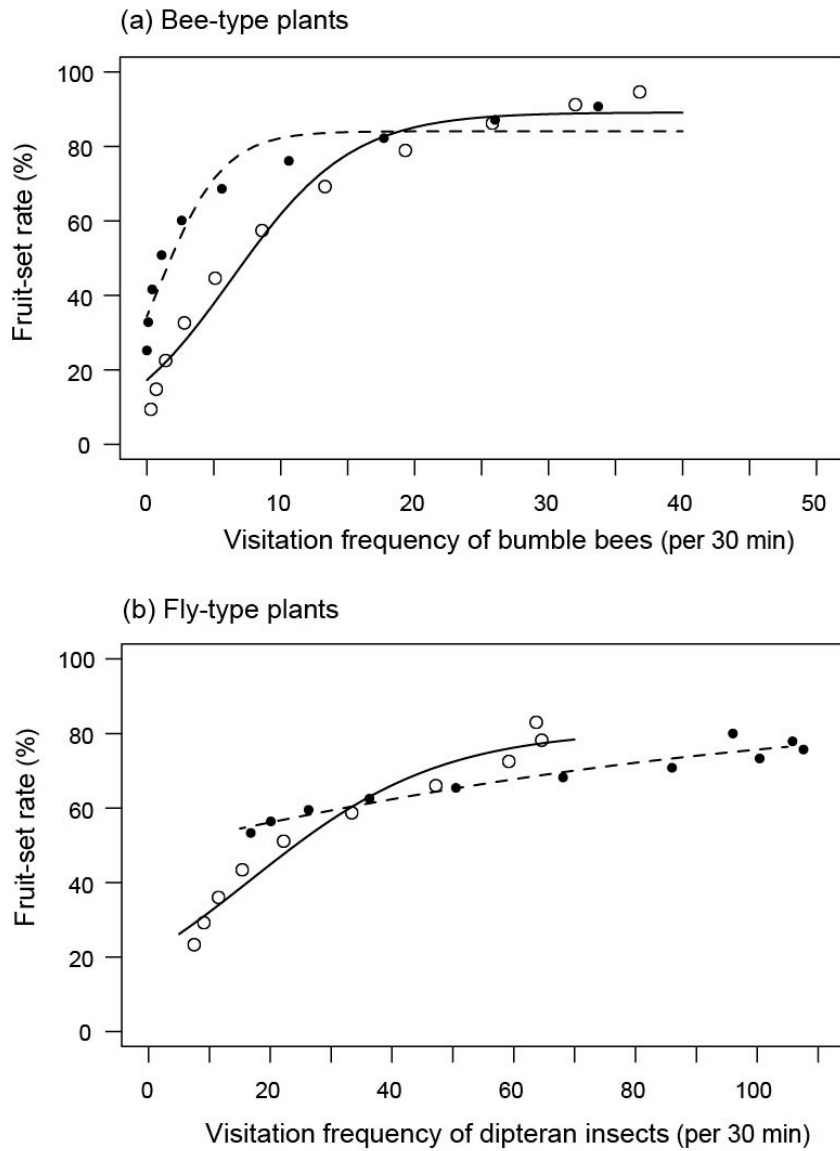 (a) Bee-type plants
100
80
60
40
20
0
Fruit-set rate (%)
0 10 20 30 40 50
Visitation frequency of bumble bees (per 30 min)
(b) Fly-type plants
100
80
60
40
20
0
Fruit-set rate (%)
0 20 40 60 80 100
Visitation frequency of dipteran insects (per 30 min)